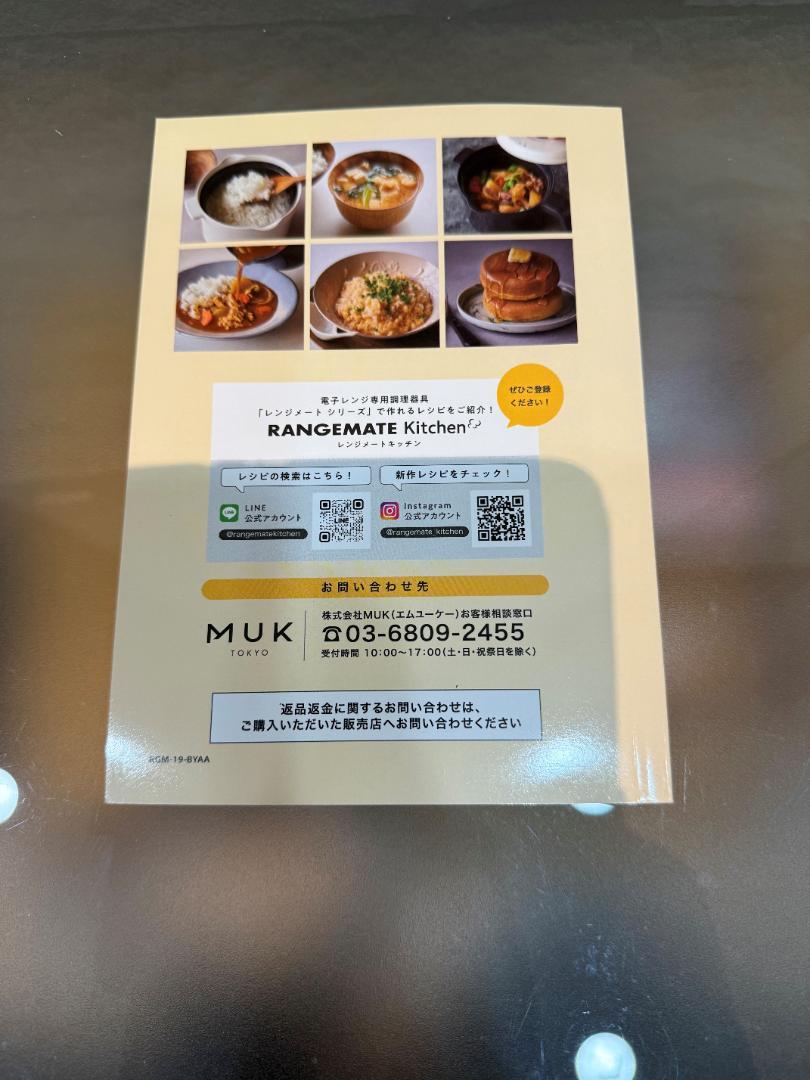 電子レンジ専用調理器具
「レンジメート シリーズ」で作れるレシピをご紹介！
RANGEMATE Kitchen
レンジメートキッチン
ぜひご登録
ください！
レシピの検索はこちら！
LINE
LINE
公式アカウント
@rangematekitchen
LINE
新作レシピをチェック！
Instagram
公式アカウント
@rangemate_kitchen
お問い合わせ先
MUK
TOKYO
株式会社MUK（エムユーケー）お客様相談窓口
☎03-6809-2455
受付時間 10:00〜17:00（土・日・祝祭日を除く）
返品返金に関するお問い合わせは、
ご購入いただいた販売店へお問い合わせください
RGM-19-BYAA